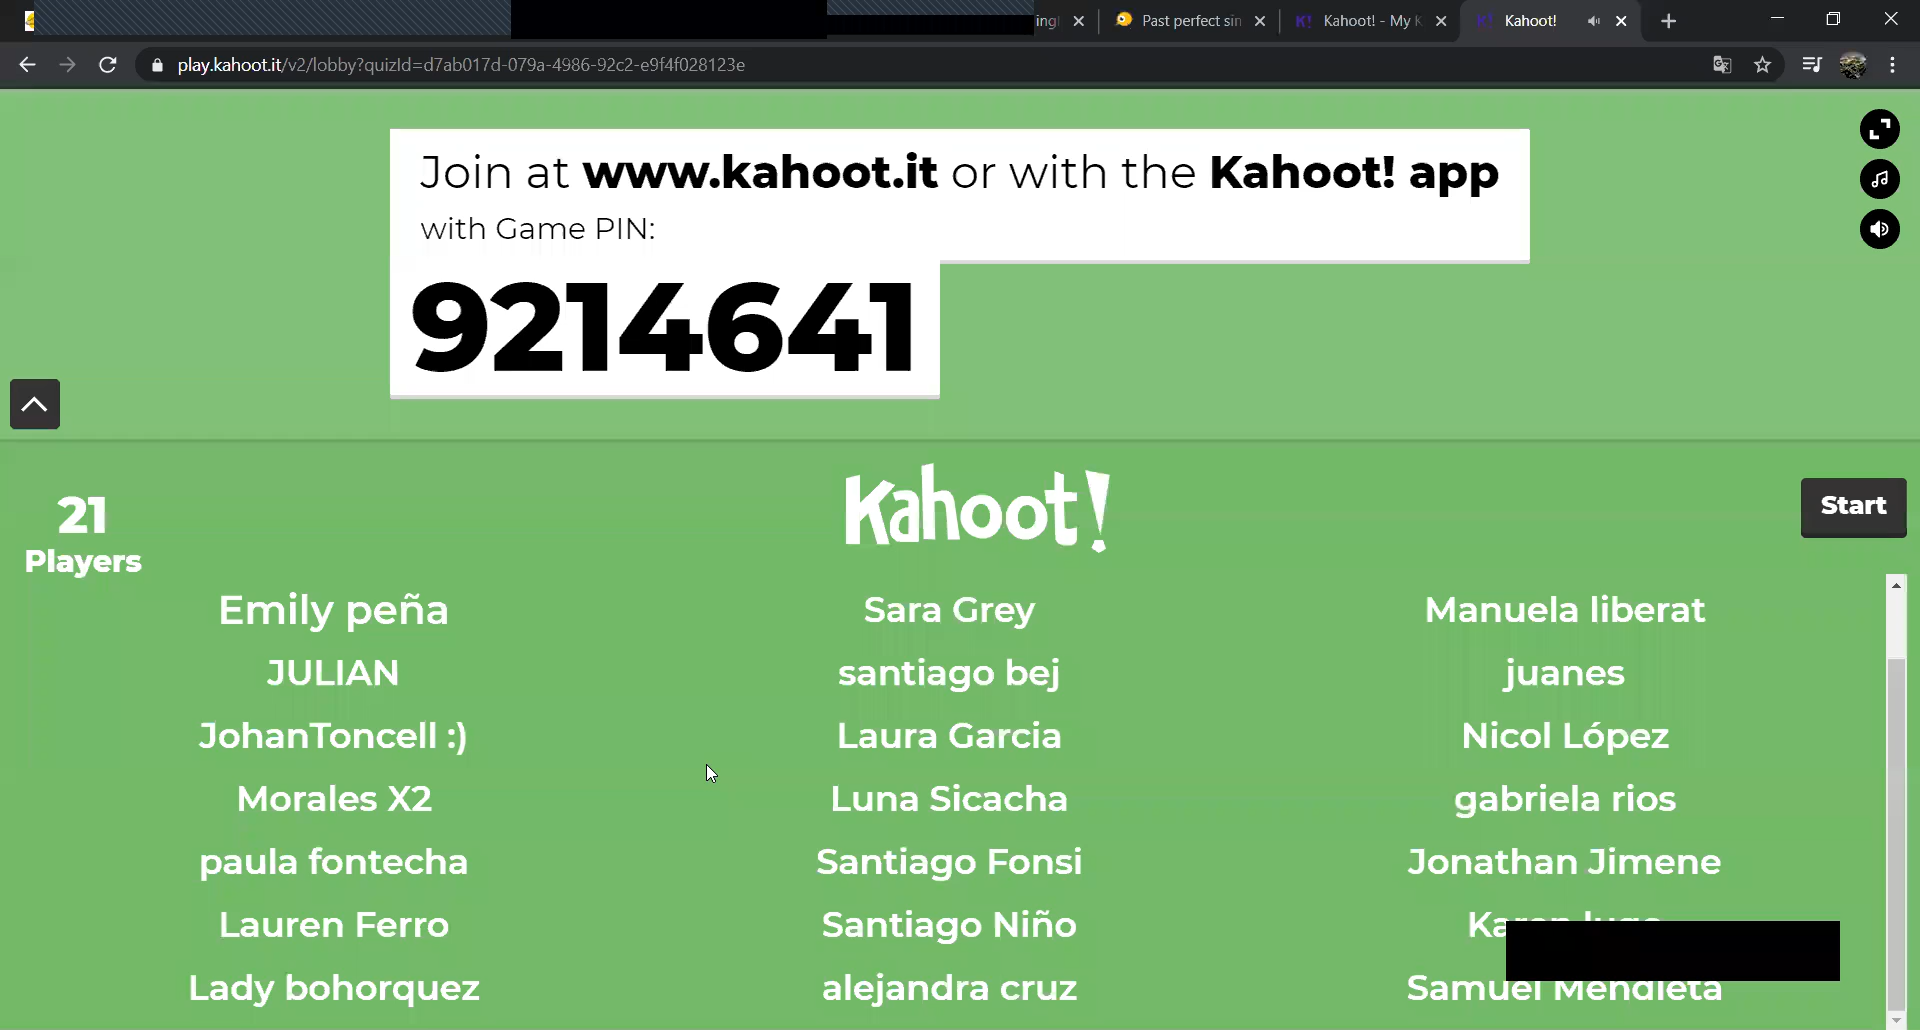 ing
Past perfect sin
Kahoot! - My K
Kahoot!
play.kahoot.it/v2/lobby?quizId=d7ab017d-079a-4986-92c2-e9f4f028123e
Join at www.kahoot.it or with the Kahoot! app
with Game PIN:
9214641
21
Players
Kahoot!
Start
Emily peña
Sara Grey
Manuela liberat
JULIAN
santiago bej
juanes
JohanToncell :)
Laura Garcia
Nicol López
Morales X2
Luna Sicacha
gabriela rios
paula fontecha
Santiago Fonsi
Jonathan Jimene
Lauren Ferro
Santiago Niño
Lady bohorquez
alejandra cruz
Samuel Mendieta